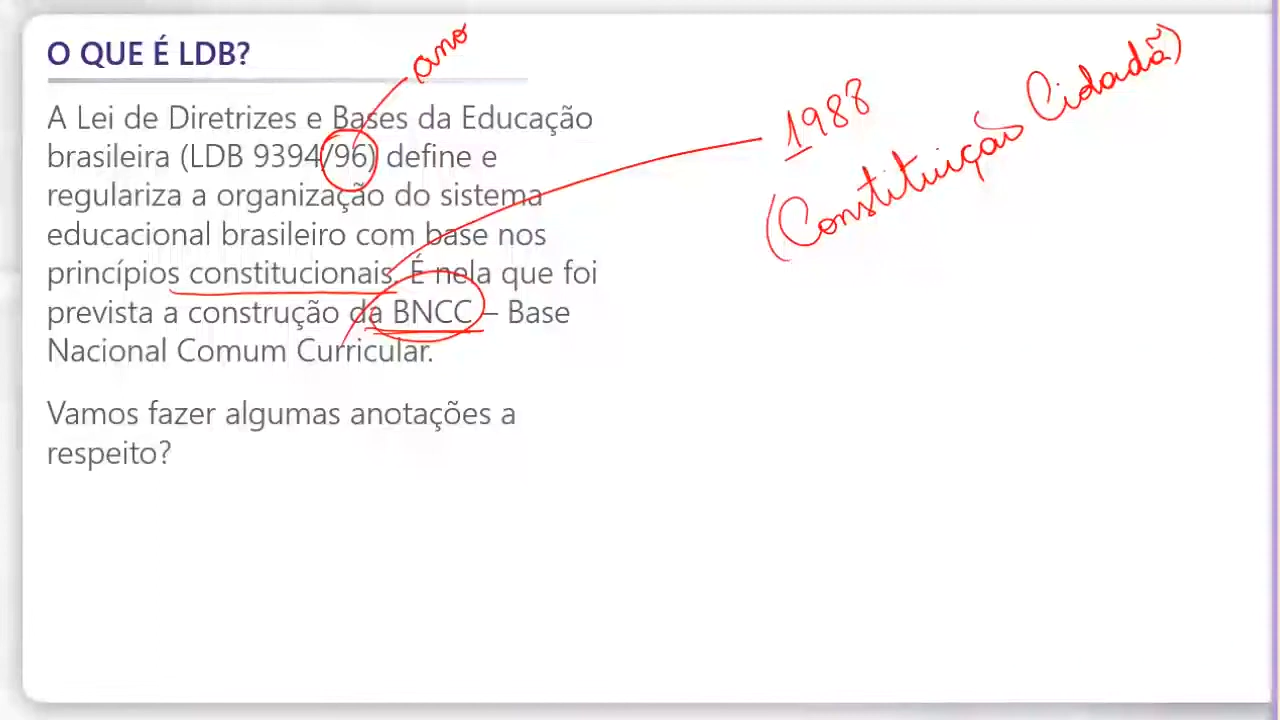 O QUE É LDB?
ano
A Lei de Diretrizes e Bases da Educação
brasileira (LDB 9394/96) define e
regulariza a organização do sistema
educacional brasileiro com base nos
princípios constitucionais. É nela que foi
prevista a construção da BNCC – Base
Nacional Comum Curricular.
Vamos fazer algumas anotações a
respeito?
1988
(Constituição Cidadã)